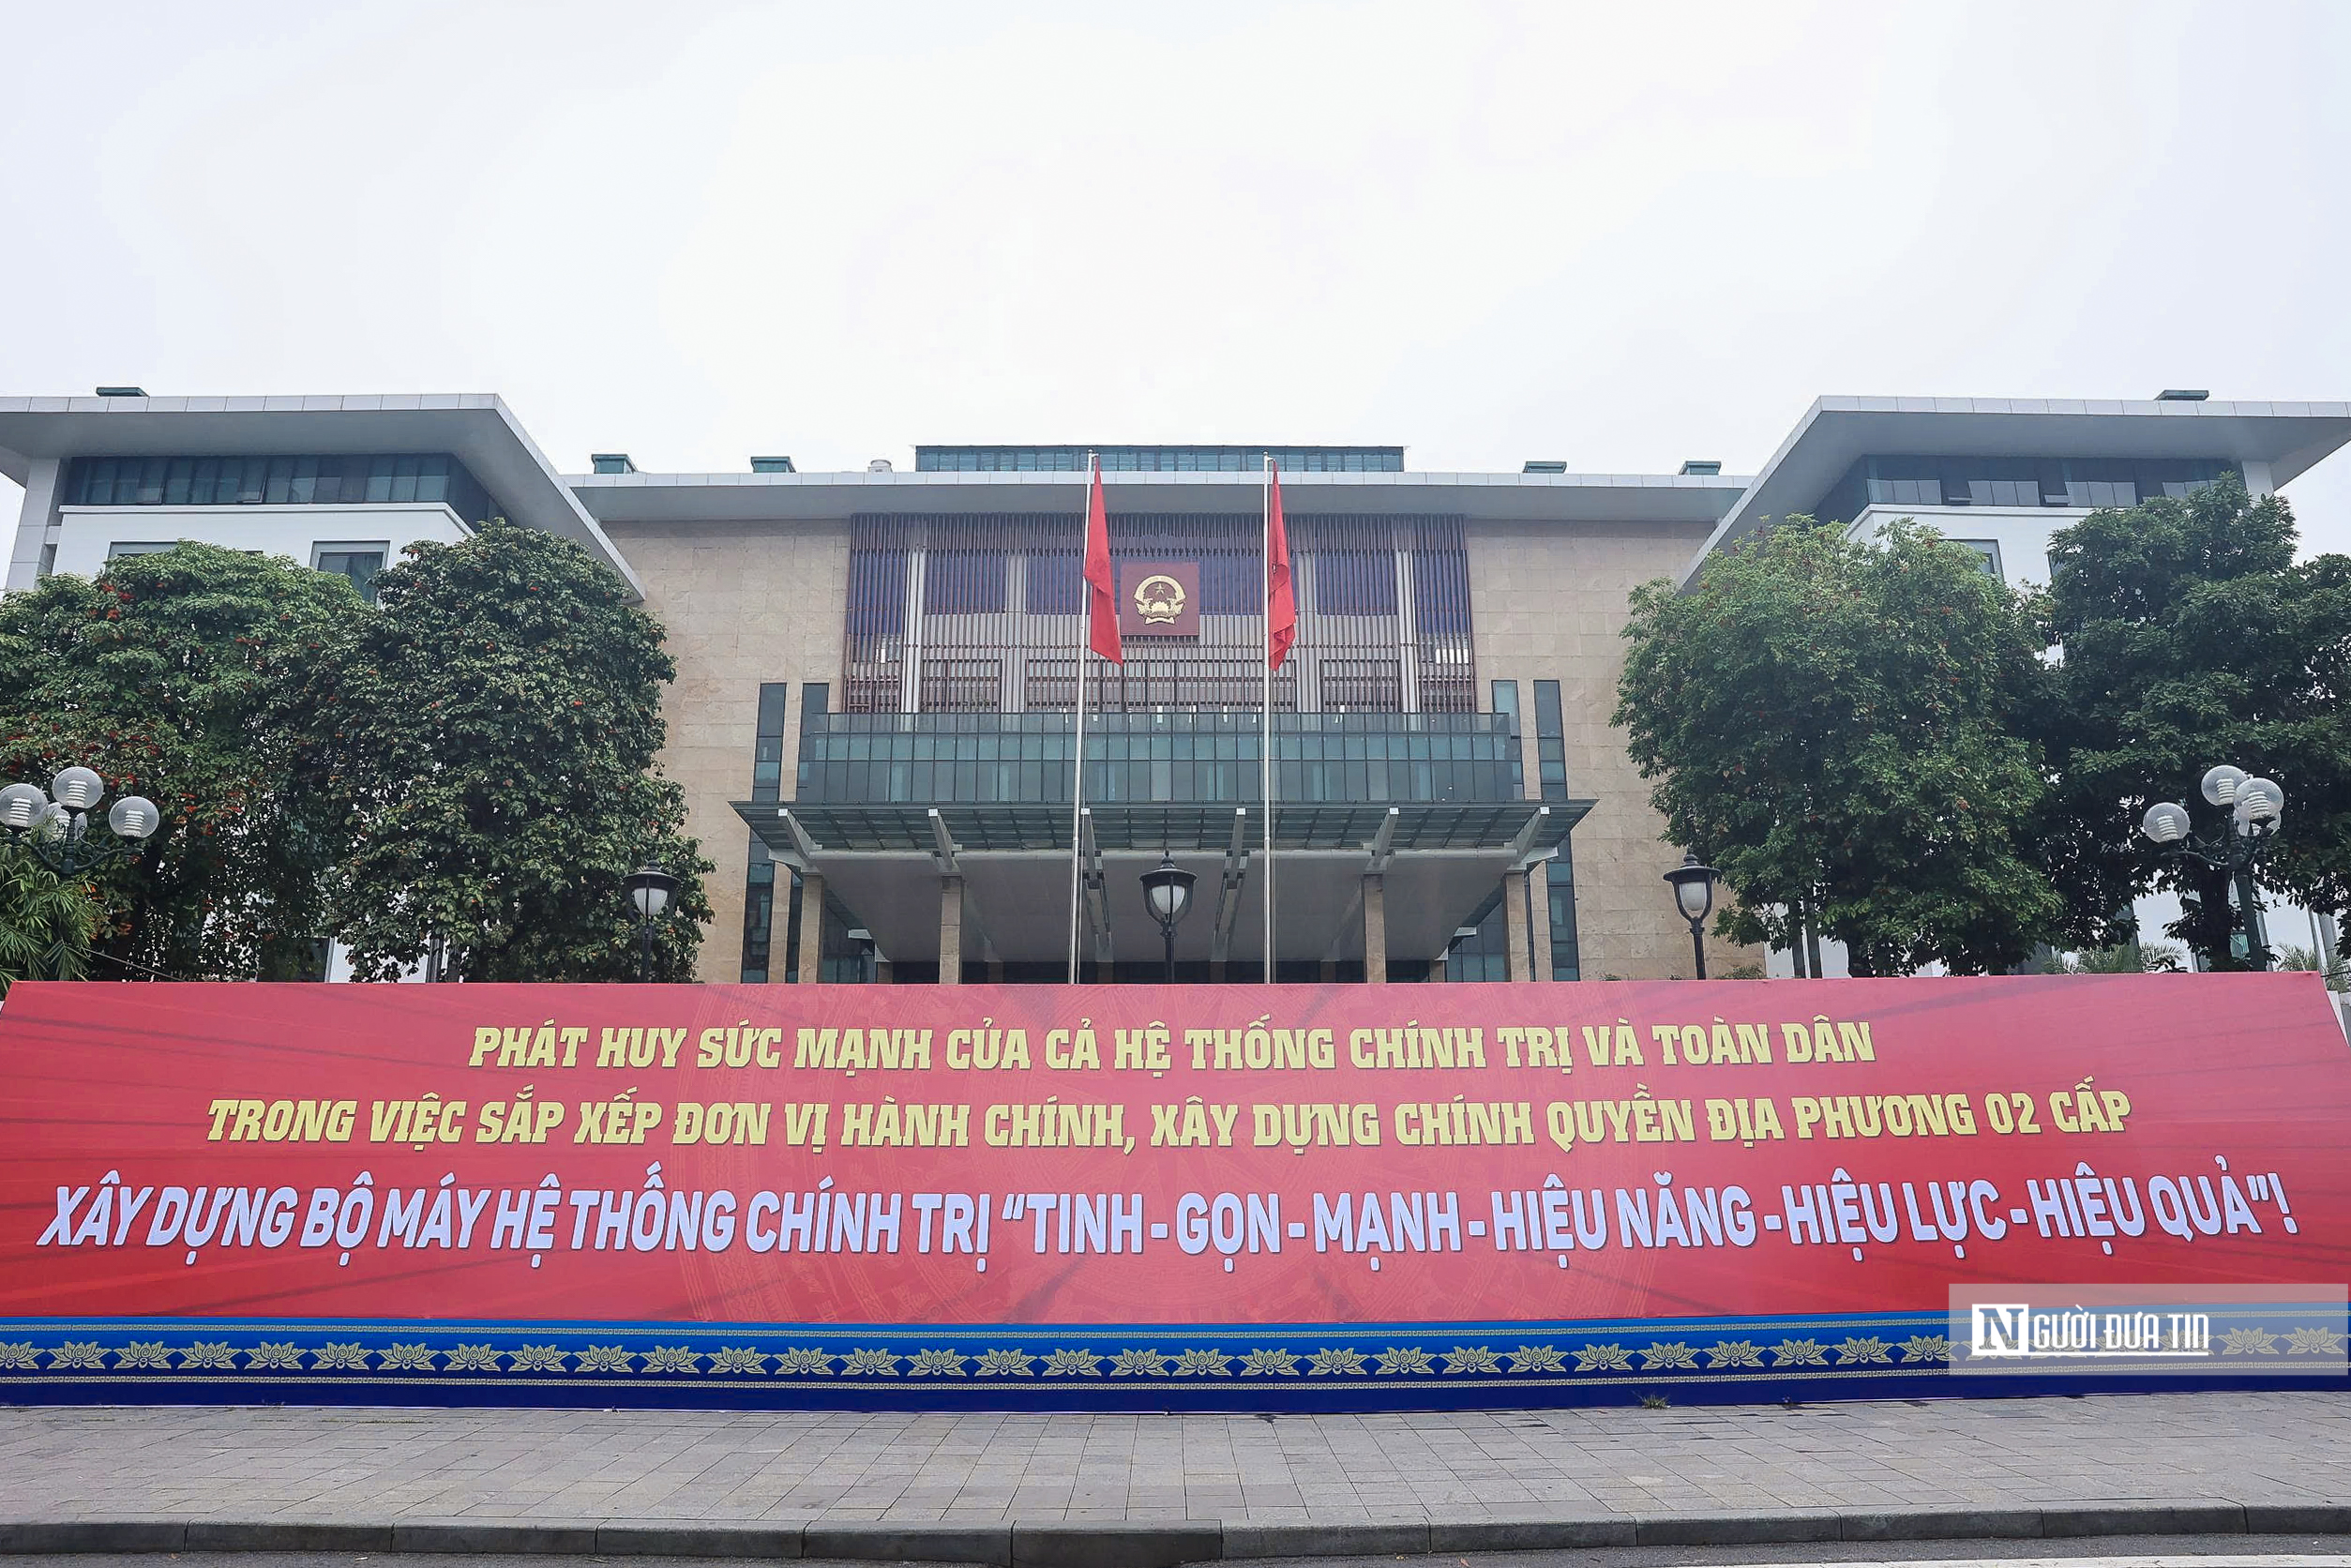 PHÁT HUY SỨC MẠNH CỦA CẢ HỆ THỐNG CHÍNH TRỊ VÀ TOÀN DÂN
TRONG VIỆC SẮP XẾP ĐƠN VỊ HÀNH CHÍNH, XÂY DỰNG CHÍNH QUYỀN ĐỊA PHƯƠNG 02 CẤP
XÂY DỰNG BỘ MÁY HỆ THỐNG CHÍNH TRỊ "TINH - GỌN - MẠNH - HIỆU NĂNG - HIỆU LỰC - HIỆU QUẢ"!
NGƯỜI ĐƯA TIN